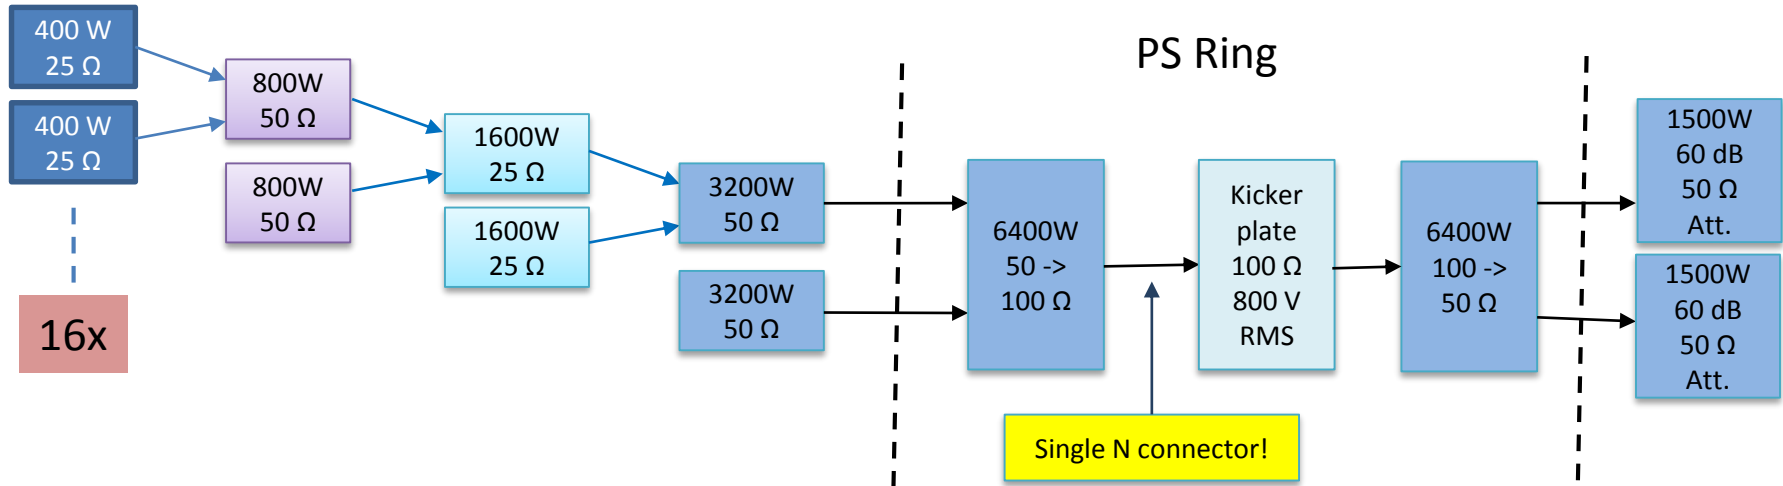 400 W
25 Ω
400 W
25 Ω
16x
800W
50 Ω
800W
50 Ω
1600W
25 Ω
1600W
25 Ω
3200W
50 Ω
3200W
50 Ω
PS Ring
6400W
50 ->
100 Ω
Single N connector!
Kicker
plate
100 Ω
800 V
RMS
6400W
100 ->
50 Ω
1500W
60 dB
50 Ω
Att.
1500W
60 dB
50 Ω
Att.